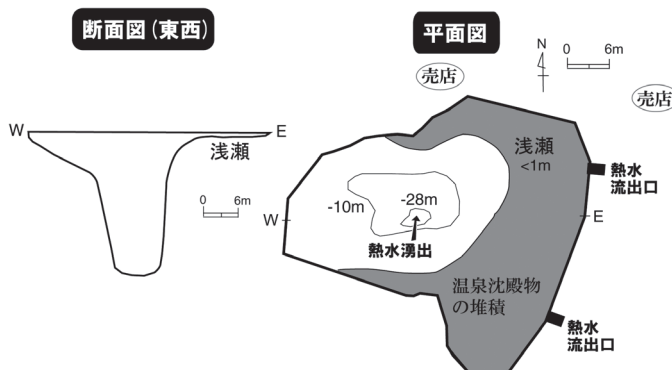 断面図(東西)
W
E
浅瀬
0 6m
平面図
N
0 6m
売店
売店
浅瀬
<1m
熱水
流出口
-10m
-28m
W
E
熱水湧出
温泉沈殿物
の堆積
熱水
流出口